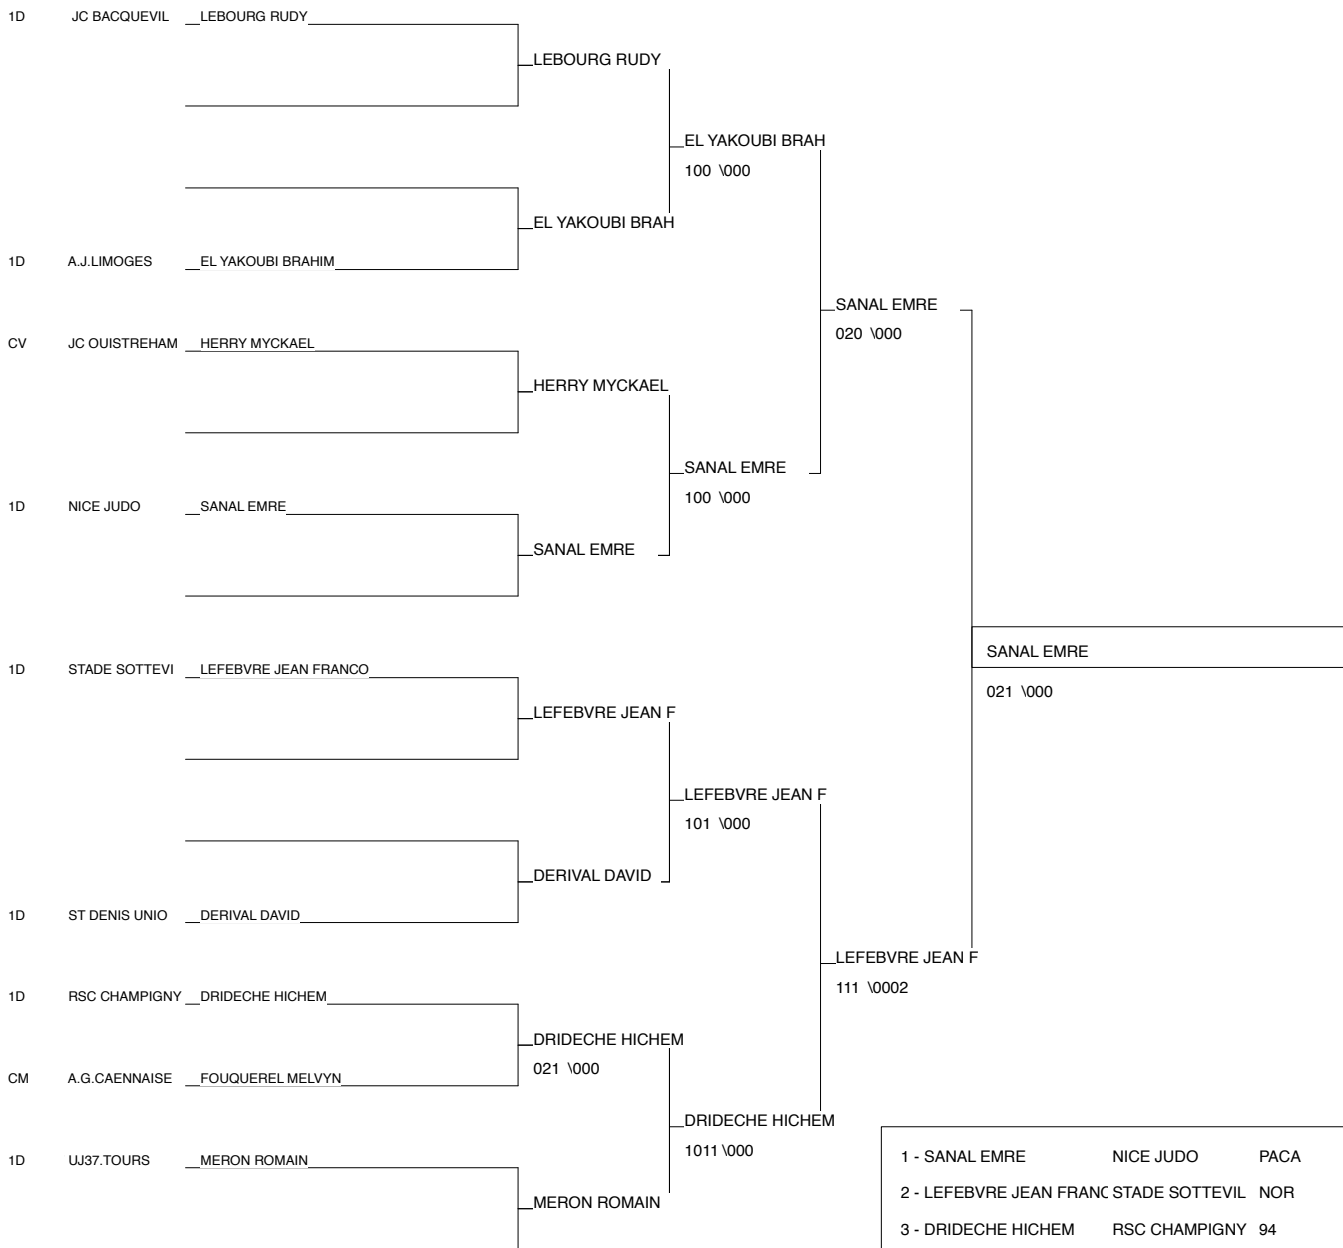 1D JC BACQUEVIL LEBOURG RUDY
LEBOURG RUDY
EL YAKOUBI BRAH
100 \000
EL YAKOUBI BRAH
1D A.J.LIMOGES EL YAKOUBI BRAHIM
SANAL EMRE
020 \000
CV JC OUISTREHAM HERRY MYCKAEL
HERRY MYCKAEL
SANAL EMRE
100 \000
1D NICE JUDO SANAL EMRE
SANAL EMRE
SANAL EMRE
021 \000
1D STADE SOTTEVI LEFEBVRE JEAN FRANCO
LEFEBVRE JEAN F
LEFEBVRE JEAN F
101 \000
DERIVAL DAVID
1D ST DENIS UNIO DERIVAL DAVID
LEFEBVRE JEAN F
111 \0002
1D RSC CHAMPIGNY DRIDECHE HICHEM
DRIDECHE HICHEM
021 \000
CM A.G.CAENNAISE FOUQUEREL MELVYN
DRIDECHE HICHEM
1011 \000
1D UJ37.TOURS MERON ROMAIN
MERON ROMAIN
1 - SANAL EMRE NICE JUDO PACA
2 - LEFEBVRE JEAN FRANC STADE SOTTEVIL NOR
3 - DRIDECHE HICHEM RSC CHAMPIGNY 94